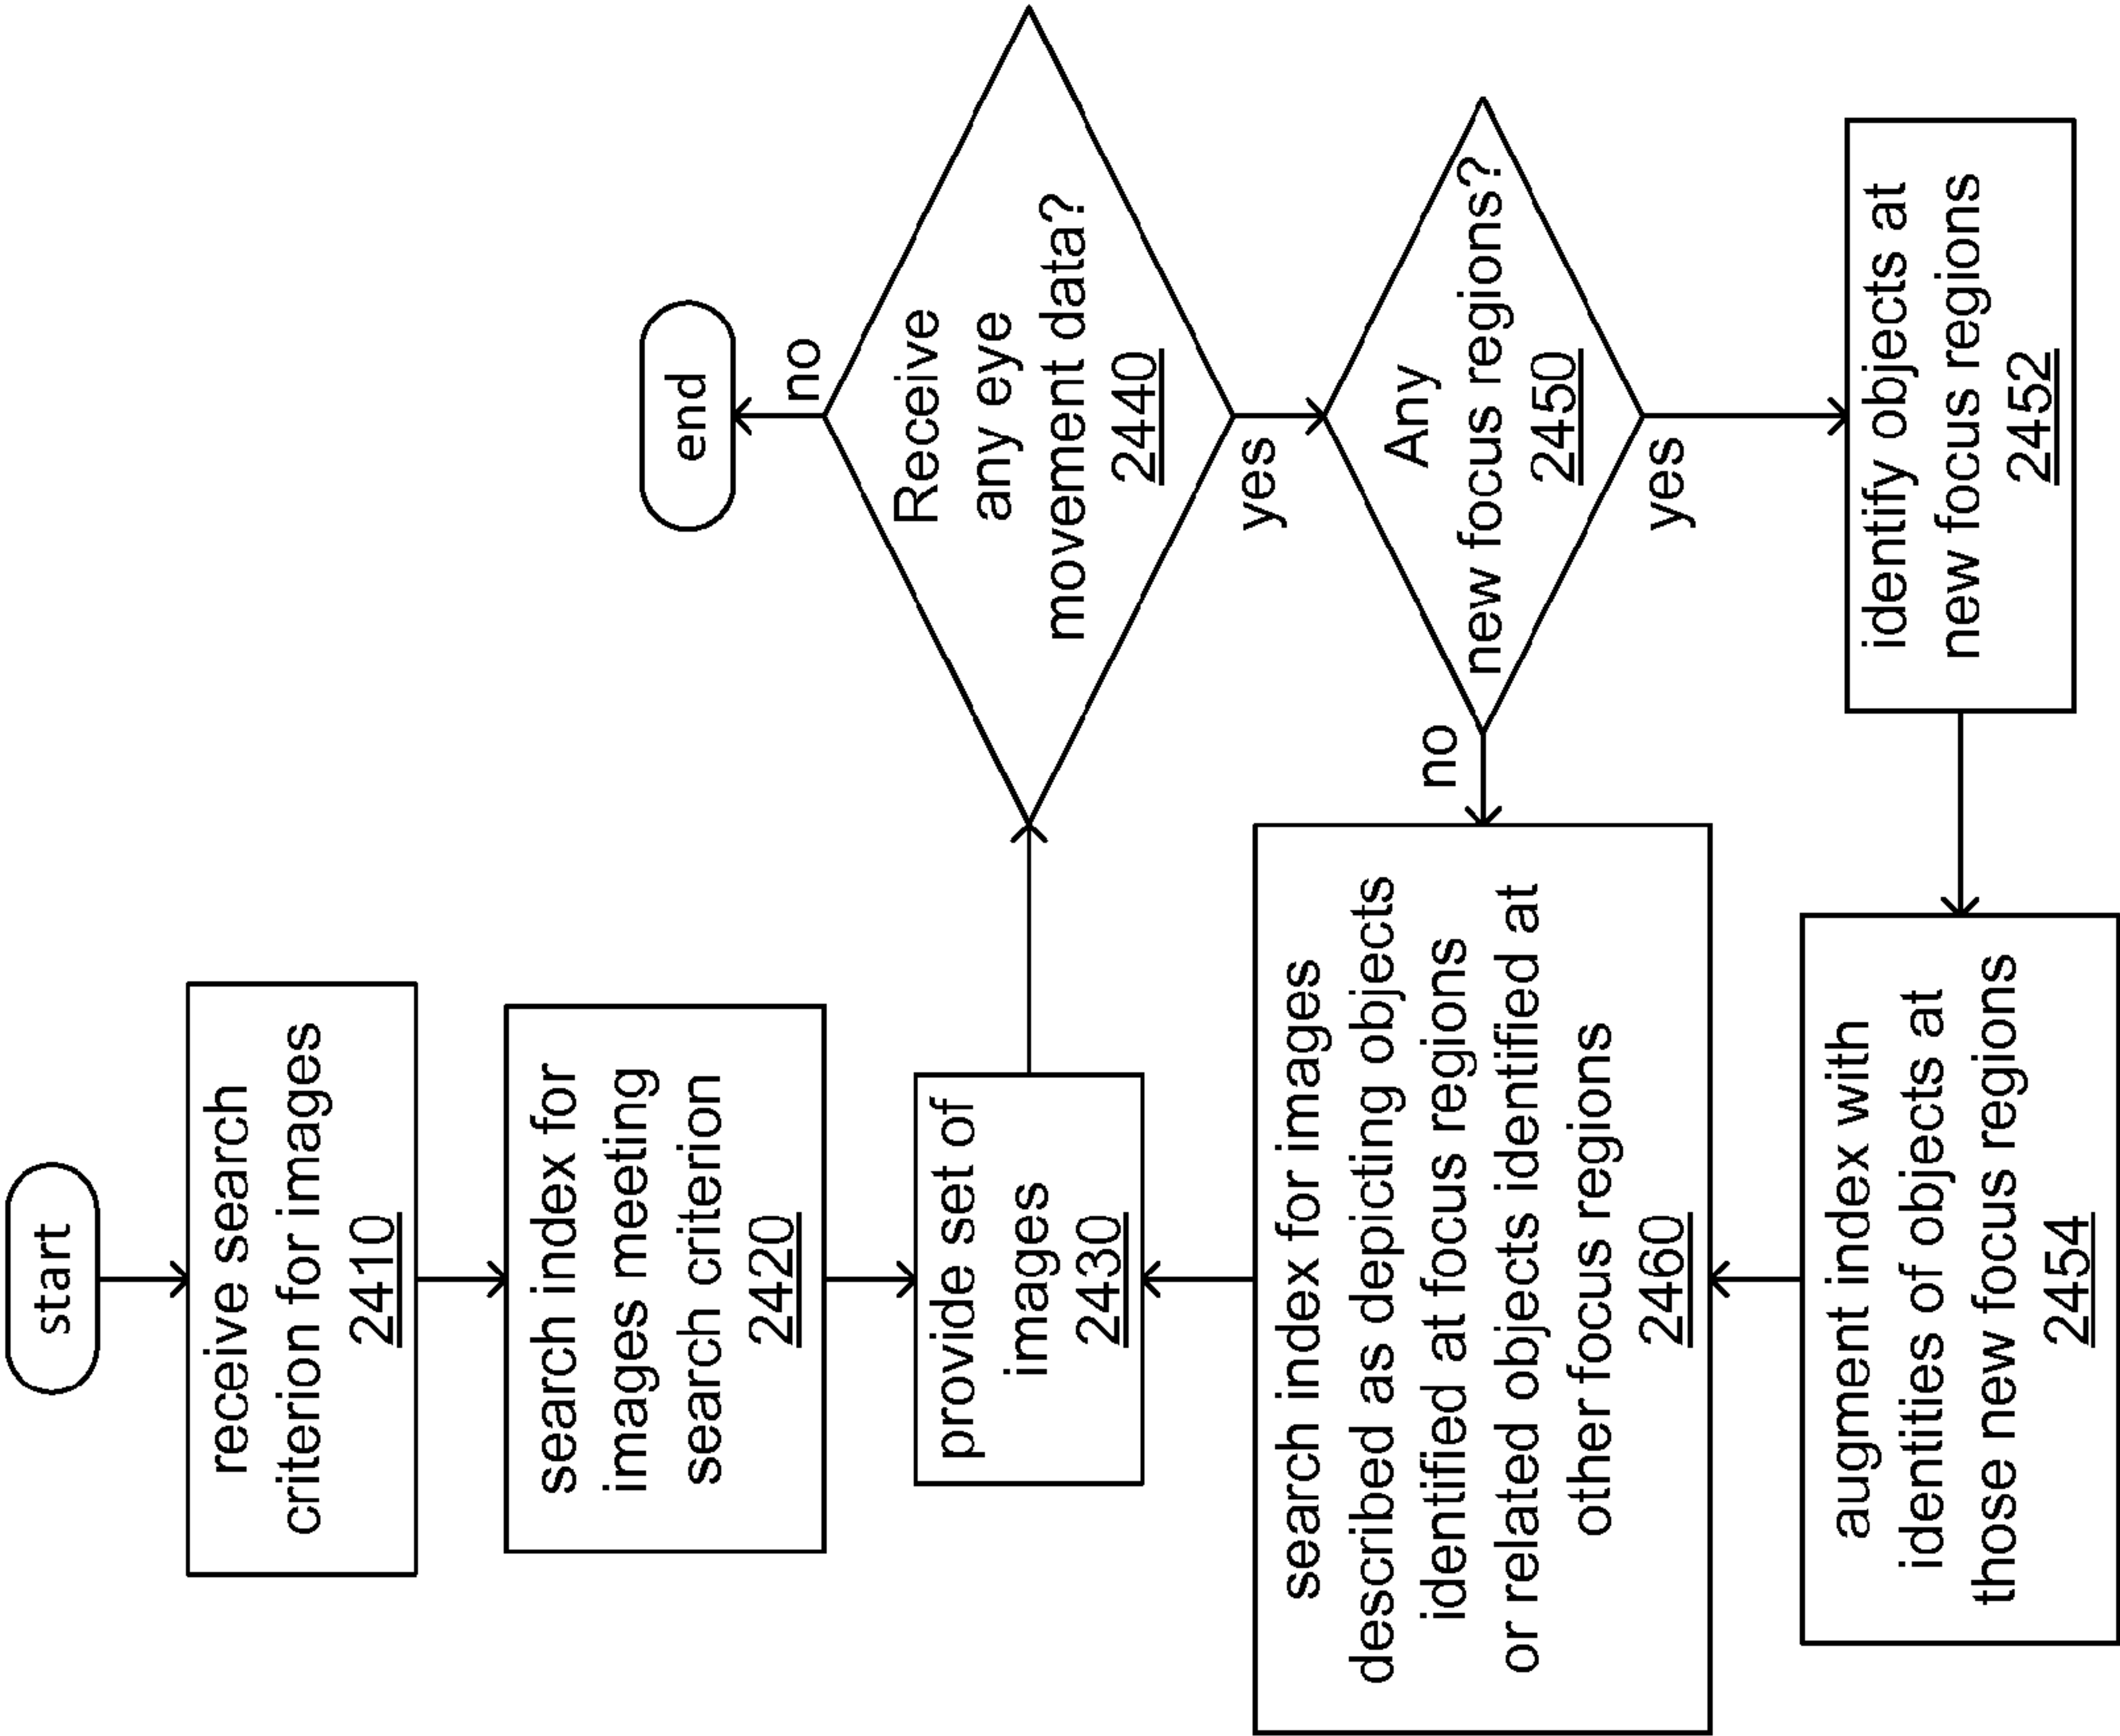 start
receive search
criterion for images
2410
search index for
images meeting
search criterion
2420
provide set of
images
2430
Receive
any eye
movement data?
2440
no
end
yes
Any
new focus regions?
2450
no
yes
identify objects at
new focus regions
2452
augment index with
identities of objects at
those new focus regions
2454
search index for images
described as depicting objects
identified at focus regions
or related objects identified at
other focus regions
2460